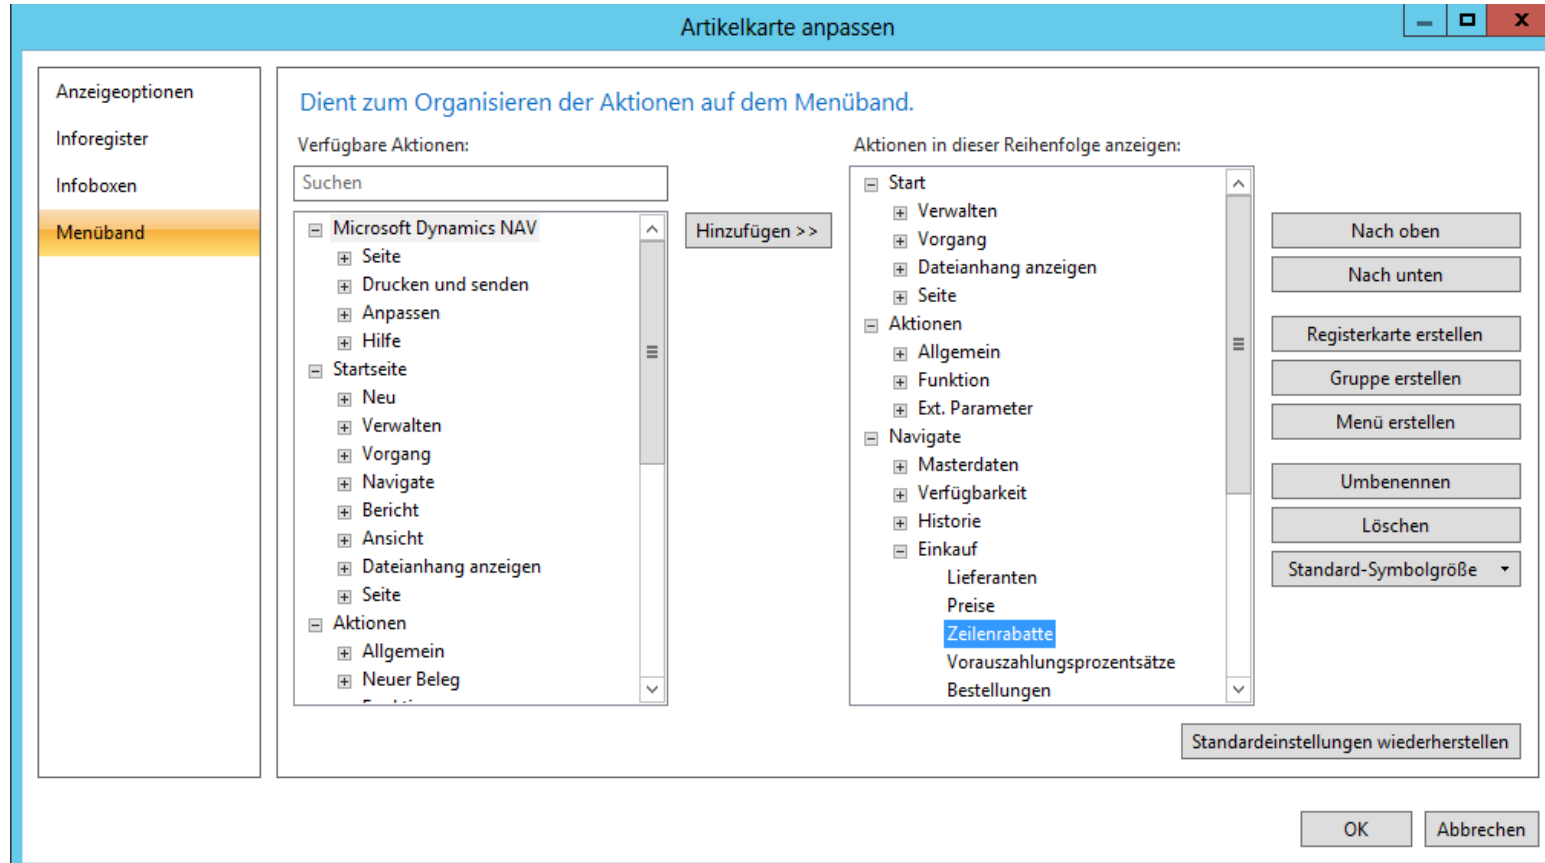 Artikelkarte anpassen
Anzeigeoptionen
Inforegister
Infoboxen
Menüband
Dient zum Organisieren der Aktionen auf dem Menüband.
Verfügbare Aktionen:
Suchen
Microsoft Dynamics NAV
Seite
Drucken und senden
Anpassen
Hilfe
Startseite
Neu
Verwalten
Vorgang
Navigate
Bericht
Ansicht
Dateianhang anzeigen
Seite
Aktionen
Allgemein
Neuer Beleg
Hinzufügen >>
Aktionen in dieser Reihenfolge anzeigen:
Start
Verwalten
Vorgang
Dateianhang anzeigen
Seite
Aktionen
Allgemein
Funktion
Ext. Parameter
Navigate
Masterdaten
Verfügbarkeit
Historie
Einkauf
Lieferanten
Preise
Zeilenrabatte
Vorauszahlungsprozentsätze
Bestellungen
Nach oben
Nach unten
Registerkarte erstellen
Gruppe erstellen
Menü erstellen
Umbenennen
Löschen
Standard-Symbolgröße
Standardeinstellungen wiederherstellen
OK
Abbrechen